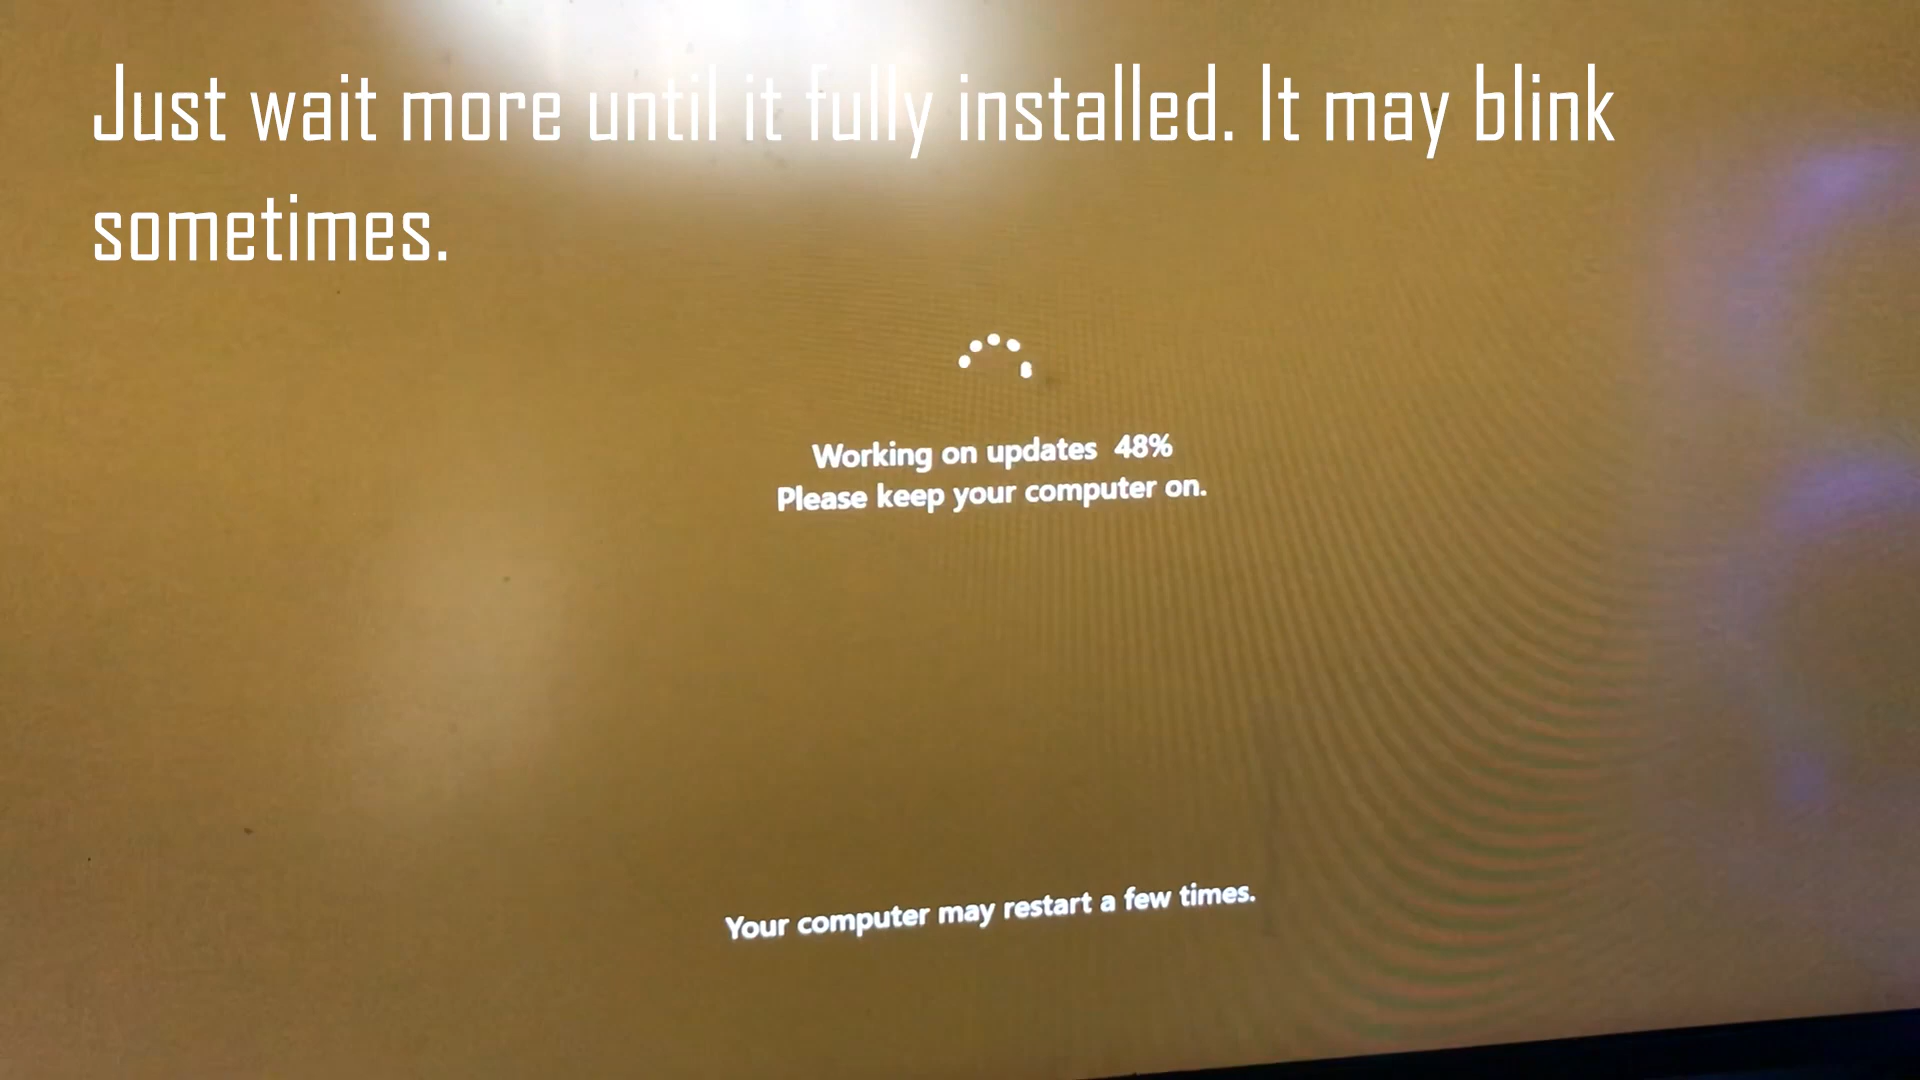 Just wait more until it fully installed. It may blink
sometimes.
Working on updates 48%
Please keep your computer on.
Your computer may restart a few times.